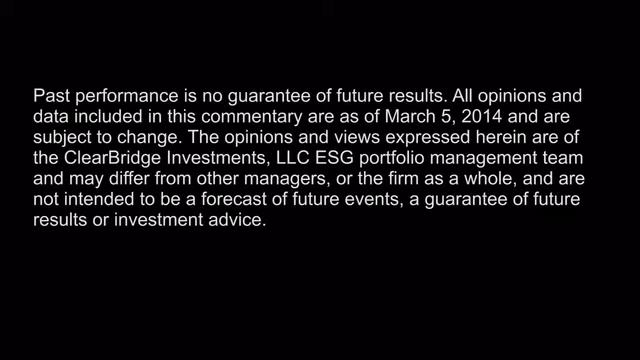 Past performance is no guarantee of future results. All opinions and
data included in this commentary are as of March 5, 2014 and are
subject to change. The opinions and views expressed herein are of
the ClearBridge Investments, LLC ESG portfolio management team
and may differ from other managers, or the firm as a whole, and are
not intended to be a forecast of future events, a guarantee of future
results or investment advice.